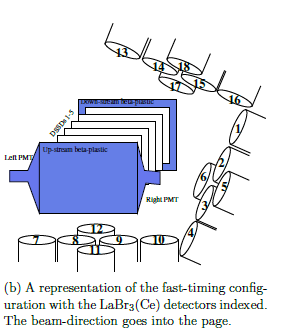 13
14
18
17
15
16
Down-stream beta-plastic
DSSDs 1-5
1
Up-stream beta-plastic
Left PMT
2
6
5
Right PMT
3
12
4
7
8
9
10
11
(b) A representation of the fast-timing config-
uration with the LaBr₃(Ce) detectors indexed.
The beam-direction goes into the page.